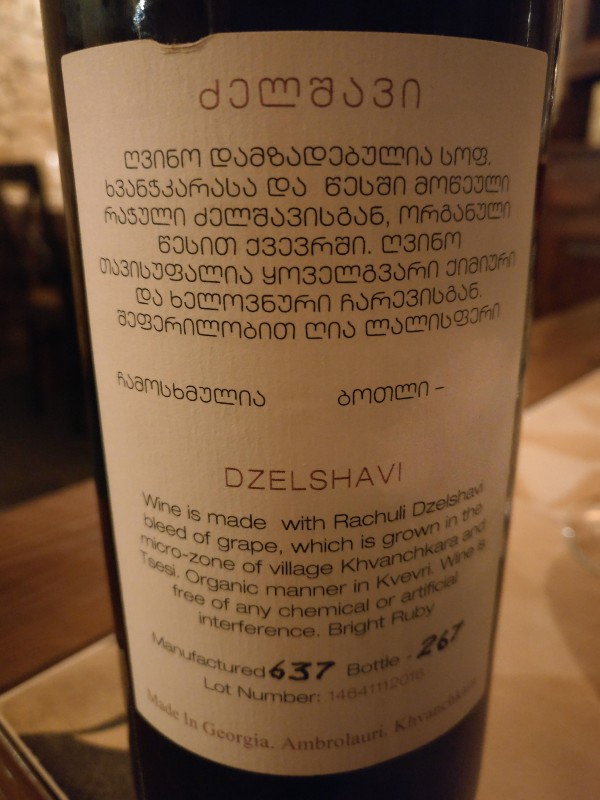 ძელშავი
ღვინო დამზადებულია სოფ.
ხვანჭკარასა და წესში მოწეული
რაჭული ძელშავისგან, ორგანული
წესით ქვევრში. ღვინო
თავისუფალია ყოველგვარი ქიმიური
და ხელოვნური ჩარევისგან.
შეფერილობით ღია ლალისფერი
ჩამოსხმულია ბოთლი -
DZELSHAVI
Wine is made with Rachuli Dzelshavi
bleed of grape, which is grown in the
micro-zone of village Khvanchkara and
Tsesi. Organic manner in Kvevri. Wine is
free of any chemical or artificial
interference. Bright Ruby
Manufactured 637 Bottle - 267
Lot Number: 14641112016
Made In Georgia. Ambrolauri. Khvanchkara